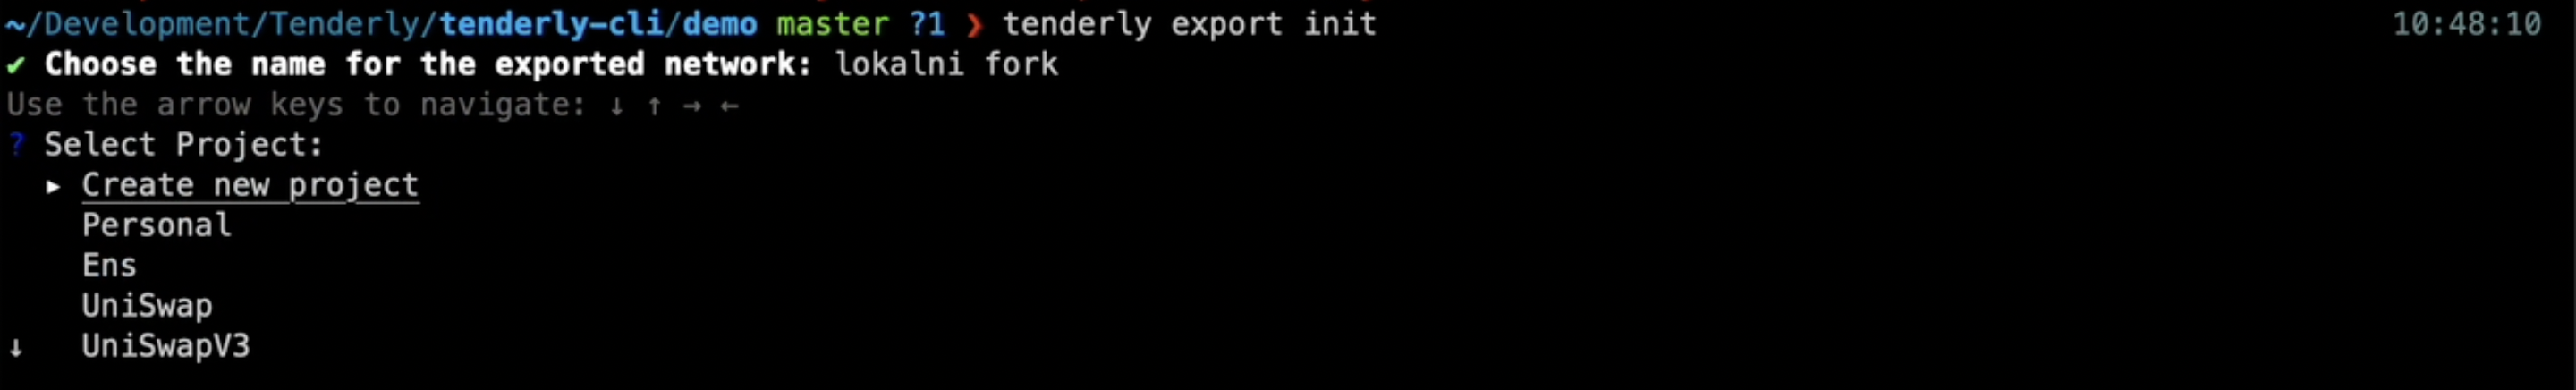 ~/Development/Tenderly/tenderly-cli/demo master ?1 ❯ tenderly export init 10:48:10
✔ Choose the name for the exported network: lokalni fork
Use the arrow keys to navigate: ↓ ↑ → ←
? Select Project:
▸ Create new project
Personal
Ens
UniSwap
↓ UniSwapV3